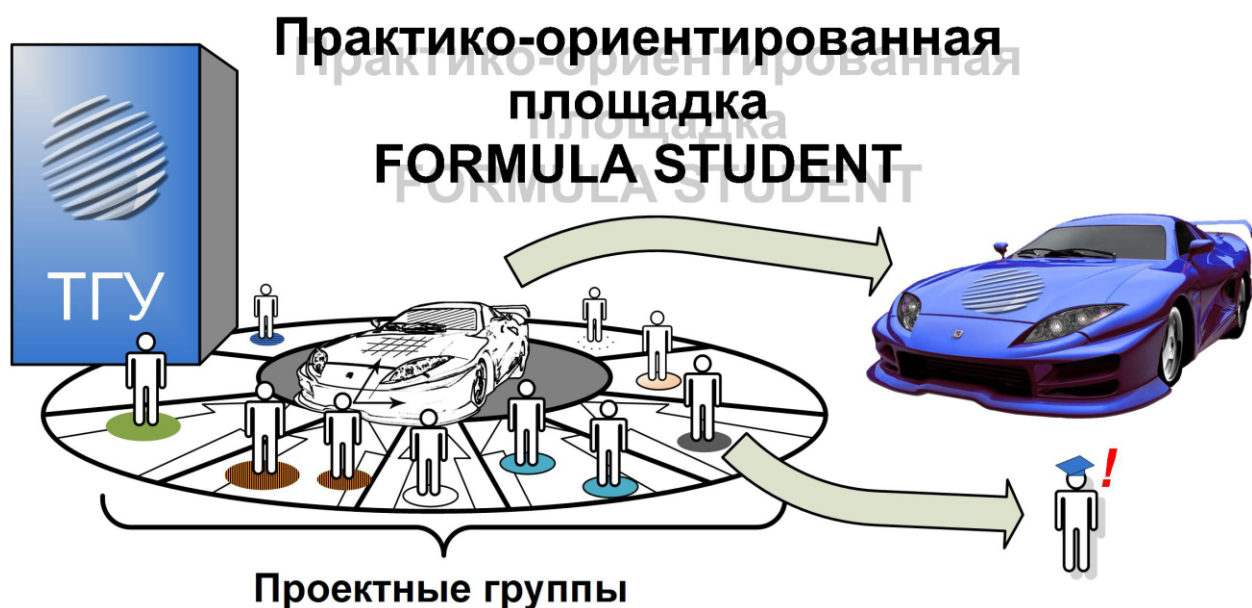 Практико-ориентированная
площадка
FORMULA STUDENT
ТГУ
!
Проектные группы